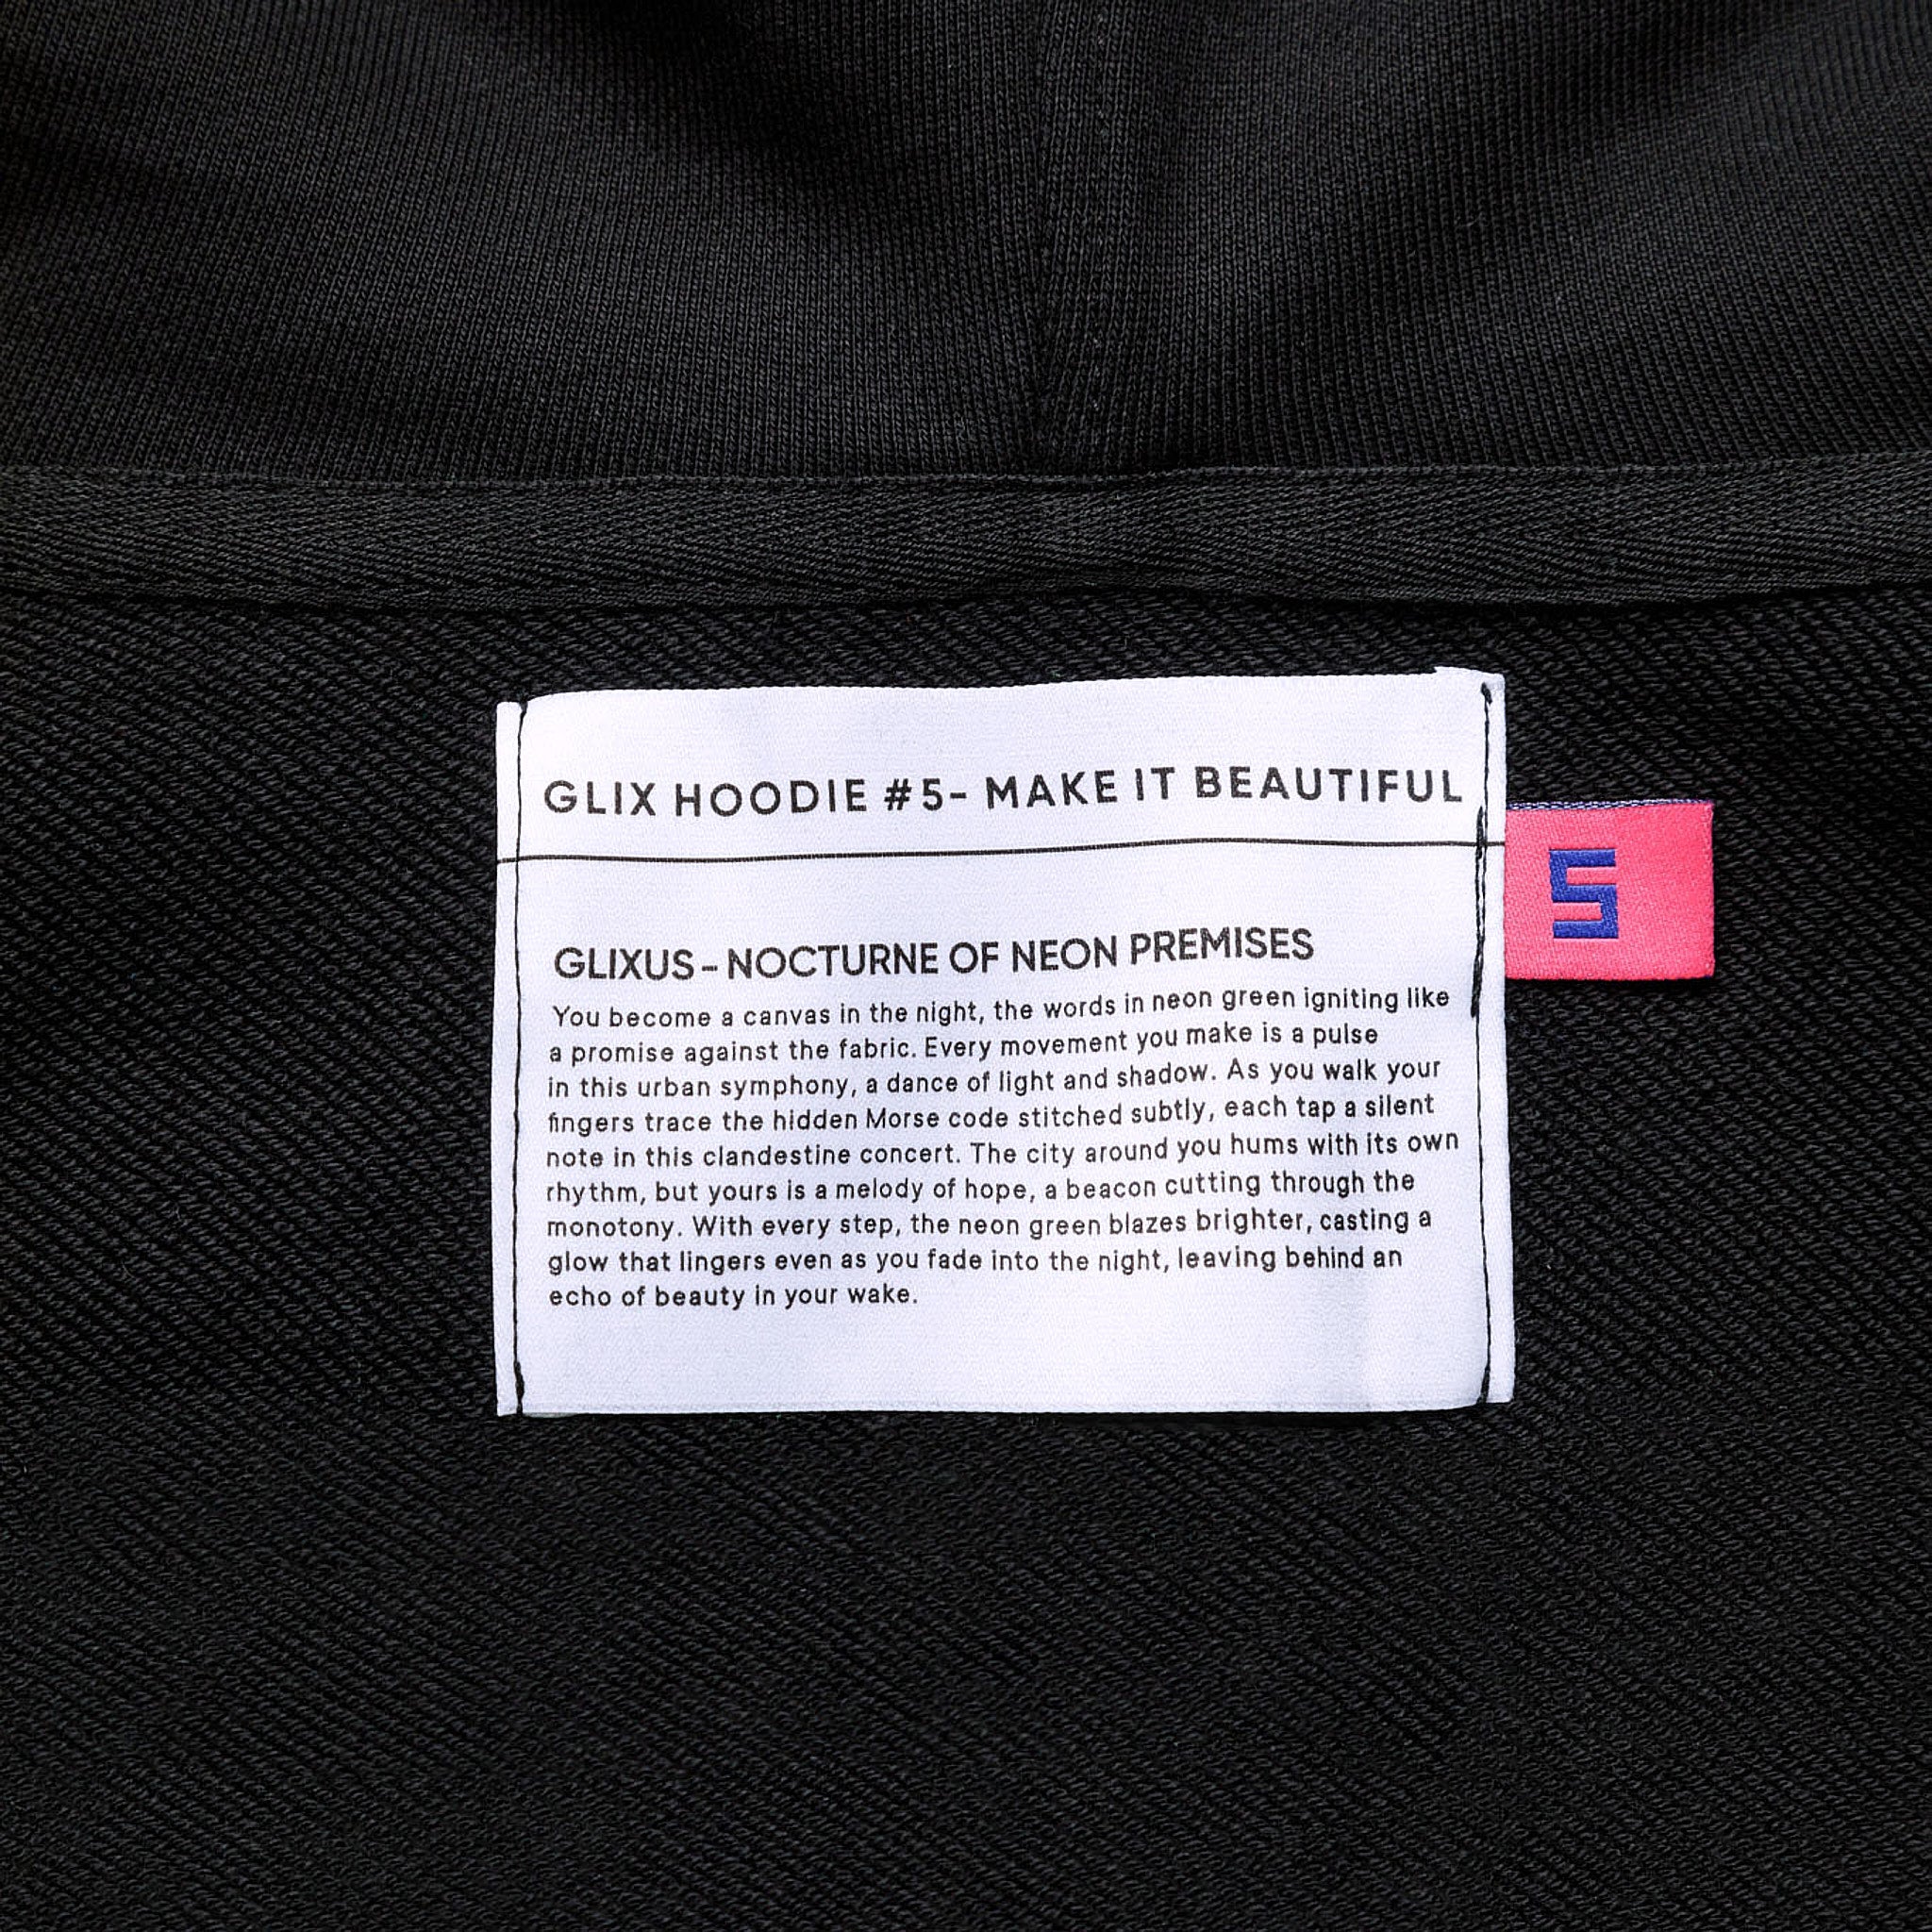 GLIX HOODIE #5- MAKE IT BEAUTIFUL
S
GLIXUS - NOCTURNE OF NEON PREMISES
You become a canvas in the night, the words in neon green igniting like
a promise against the fabric. Every movement you make is a pulse
in this urban symphony, a dance of light and shadow. As you walk your
fingers trace the hidden Morse code stitched subtly, each tap a silent
note in this clandestine concert. The city around you hums with its own
rhythm, but yours is a melody of hope, a beacon cutting through the
monotony. With every step, the neon green blazes brighter, casting a
glow that lingers even as you fade into the night, leaving behind an
echo of beauty in your wake.